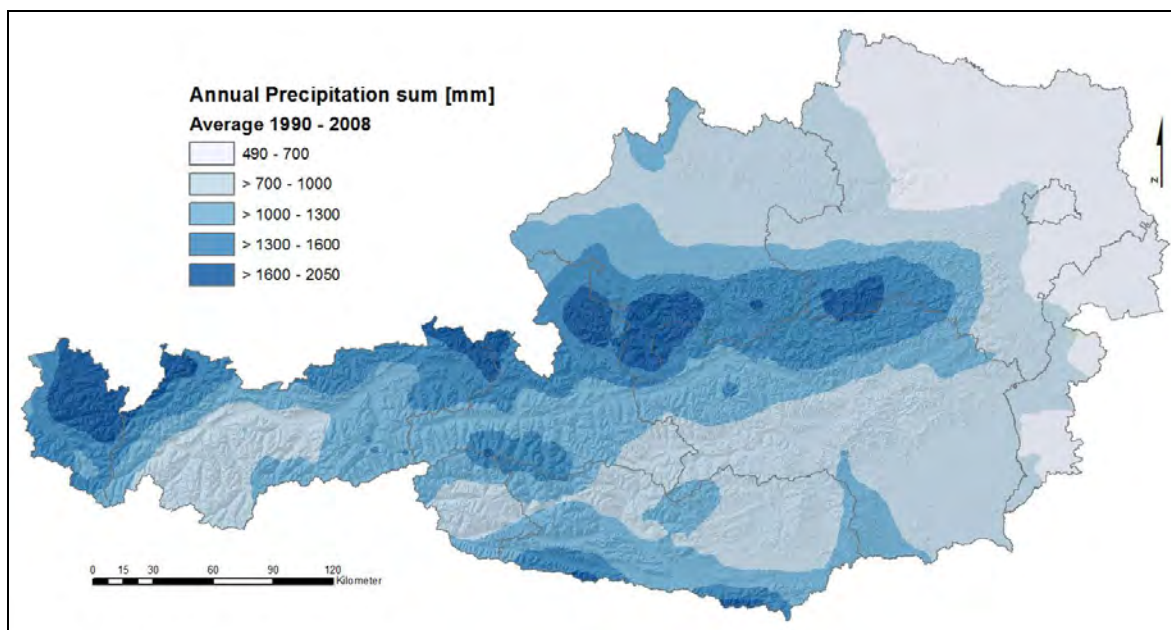 Annual Precipitation sum [mm]
Average 1990 - 2008
490 - 700
> 700 - 1000
> 1000 - 1300
> 1300 - 1600
> 1600 - 2050
N
0 15 30 60 90 120
Kilometer